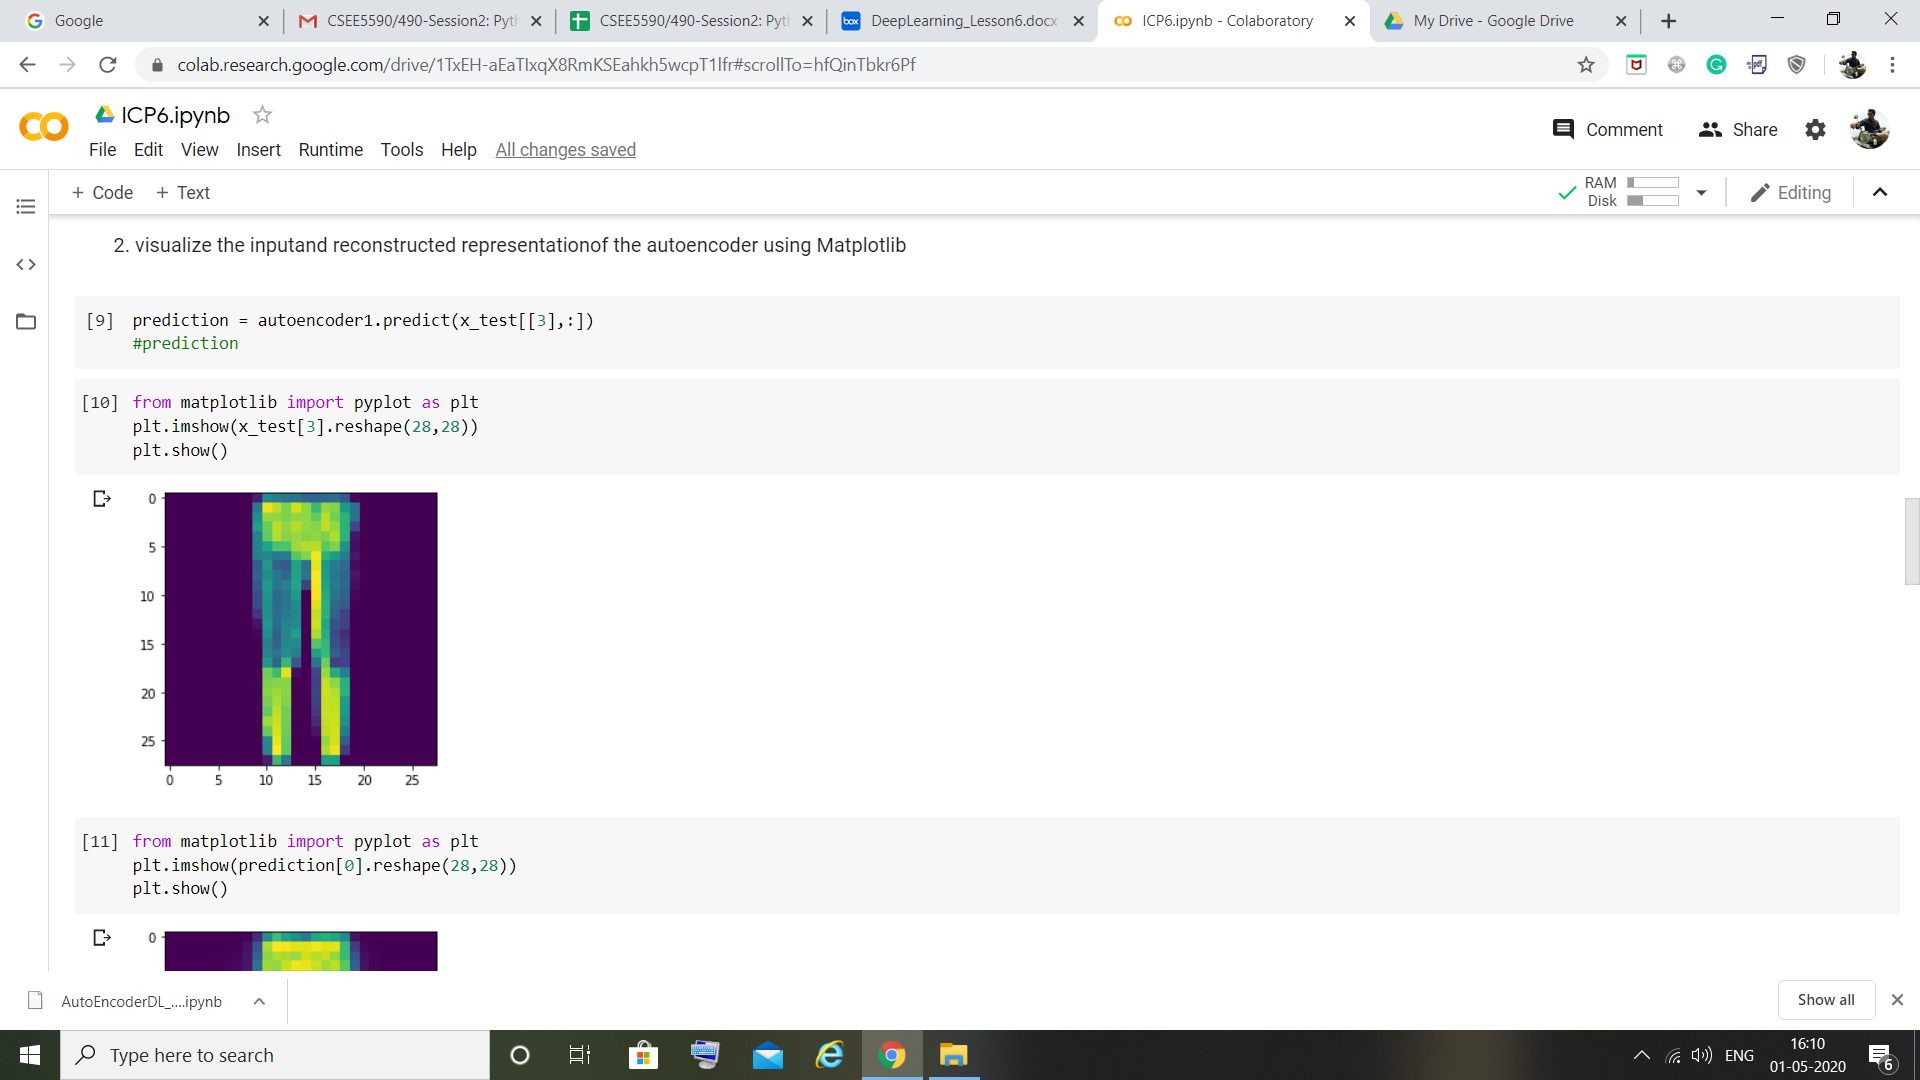 Google
CSEE5590/490-Session2: Pyth
CSEE5590/490-Session2: Pyt
box
DeepLearning_Lesson6.docx
ICP6.ipynb - Colaboratory
My Drive - Google Drive
colab.research.google.com/drive/1TxEH-aEaTIxqX8RmKSEahkh5wcpT1lfr#scrollTo=hfQinTbkr6Pf
ICP6.ipynb
Comment
Share
File Edit View Insert Runtime Tools Help All changes saved
+ Code + Text
RAM
Disk
Editing
2. visualize the inputand reconstructed representationof the autoencoder using Matplotlib
[9] prediction = autoencoder1.predict(x_test[[3],:])
#prediction
[10] from matplotlib import pyplot as plt
plt.imshow(x_test[3].reshape(28,28))
plt.show()
0
5
10
15
20
25
0 5 10 15 20 25
[11] from matplotlib import pyplot as plt
plt.imshow(prediction[0].reshape(28,28))
plt.show()
0
AutoEncoderDL_....ipynb
Show all
Type here to search
ENG
16:10
01-05-2020
6